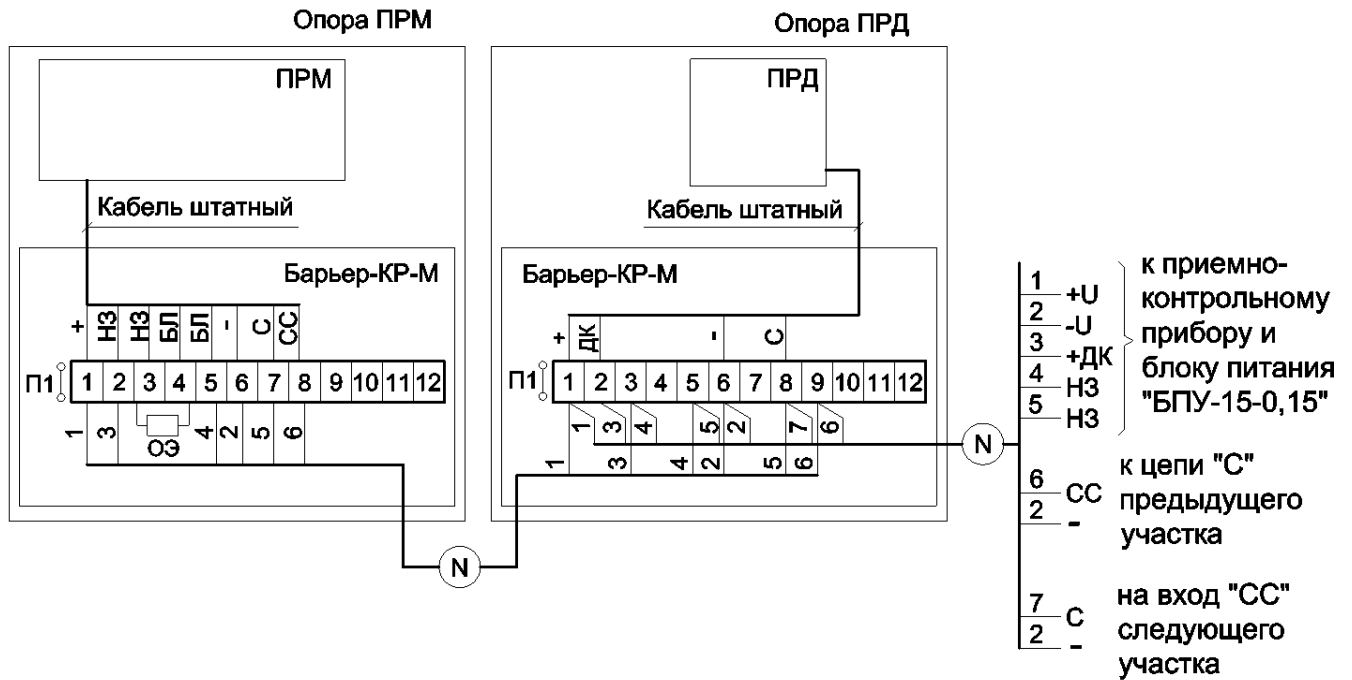 Опора ПРМ
Опора ПРД
ПРМ
ПРД
Кабель штатный
Кабель штатный
Барьер-КР-М
Барьер-КР-М
+ НЗ НЗ БЛ БЛ - С СС
П1 1 2 3 4 5 6 7 8 9 10 11 12
1 3 ОЭ 4 2 5 6
+ ДК - С
П1 1 2 3 4 5 6 7 8 9 10 11 12
1 3 4 5 2 7 6
1 3 4 2 5 6
N
N
1 +U
2 -U
3 +ДК
4 НЗ
5 НЗ
к приемно-
контрольному
прибору и
блоку питания
"БПУ-15-0,15"
6 СС
2 -
к цепи "С"
предыдущего
участка
7 С
2 -
на вход "СС"
следующего
участка